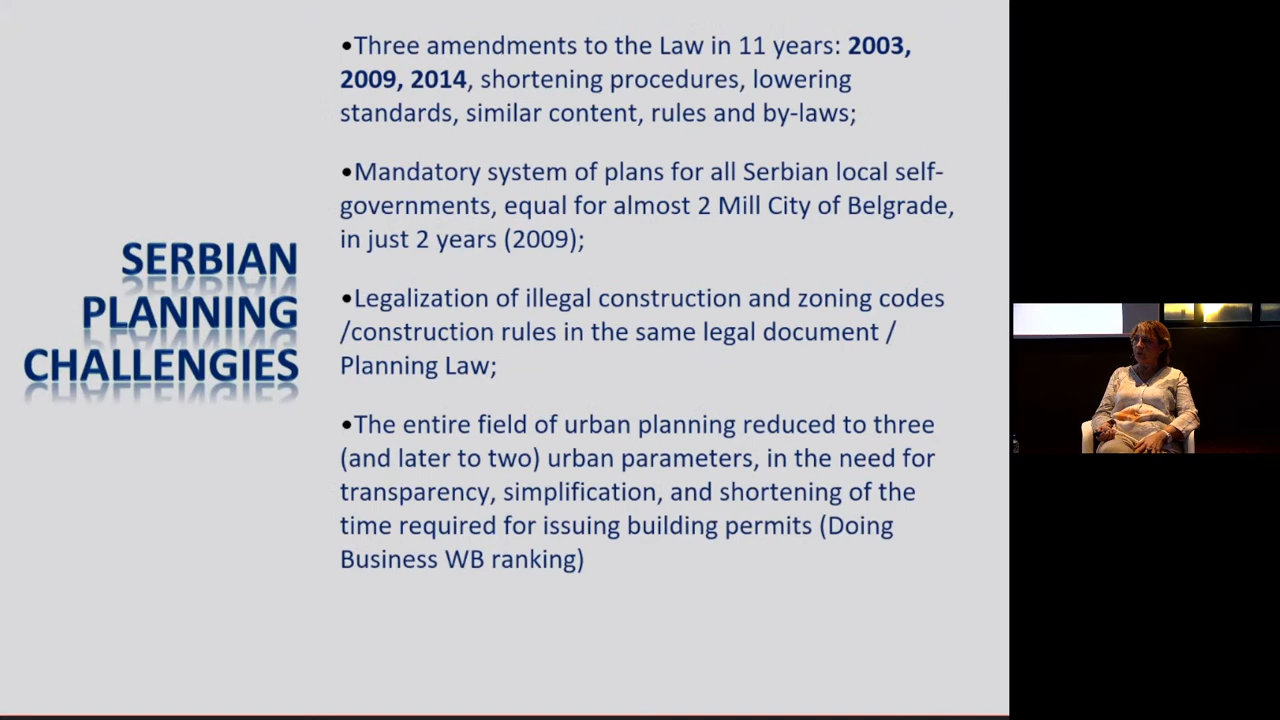 SERBIAN
PLANNING
CHALLENGIES
•Three amendments to the Law in 11 years: 2003,
2009, 2014, shortening procedures, lowering
standards, similar content, rules and by-laws;
•Mandatory system of plans for all Serbian local self-
governments, equal for almost 2 Mill City of Belgrade,
in just 2 years (2009);
•Legalization of illegal construction and zoning codes
/construction rules in the same legal document /
Planning Law;
•The entire field of urban planning reduced to three
(and later to two) urban parameters, in the need for
transparency, simplification, and shortening of the
time required for issuing building permits (Doing
Business WB ranking)